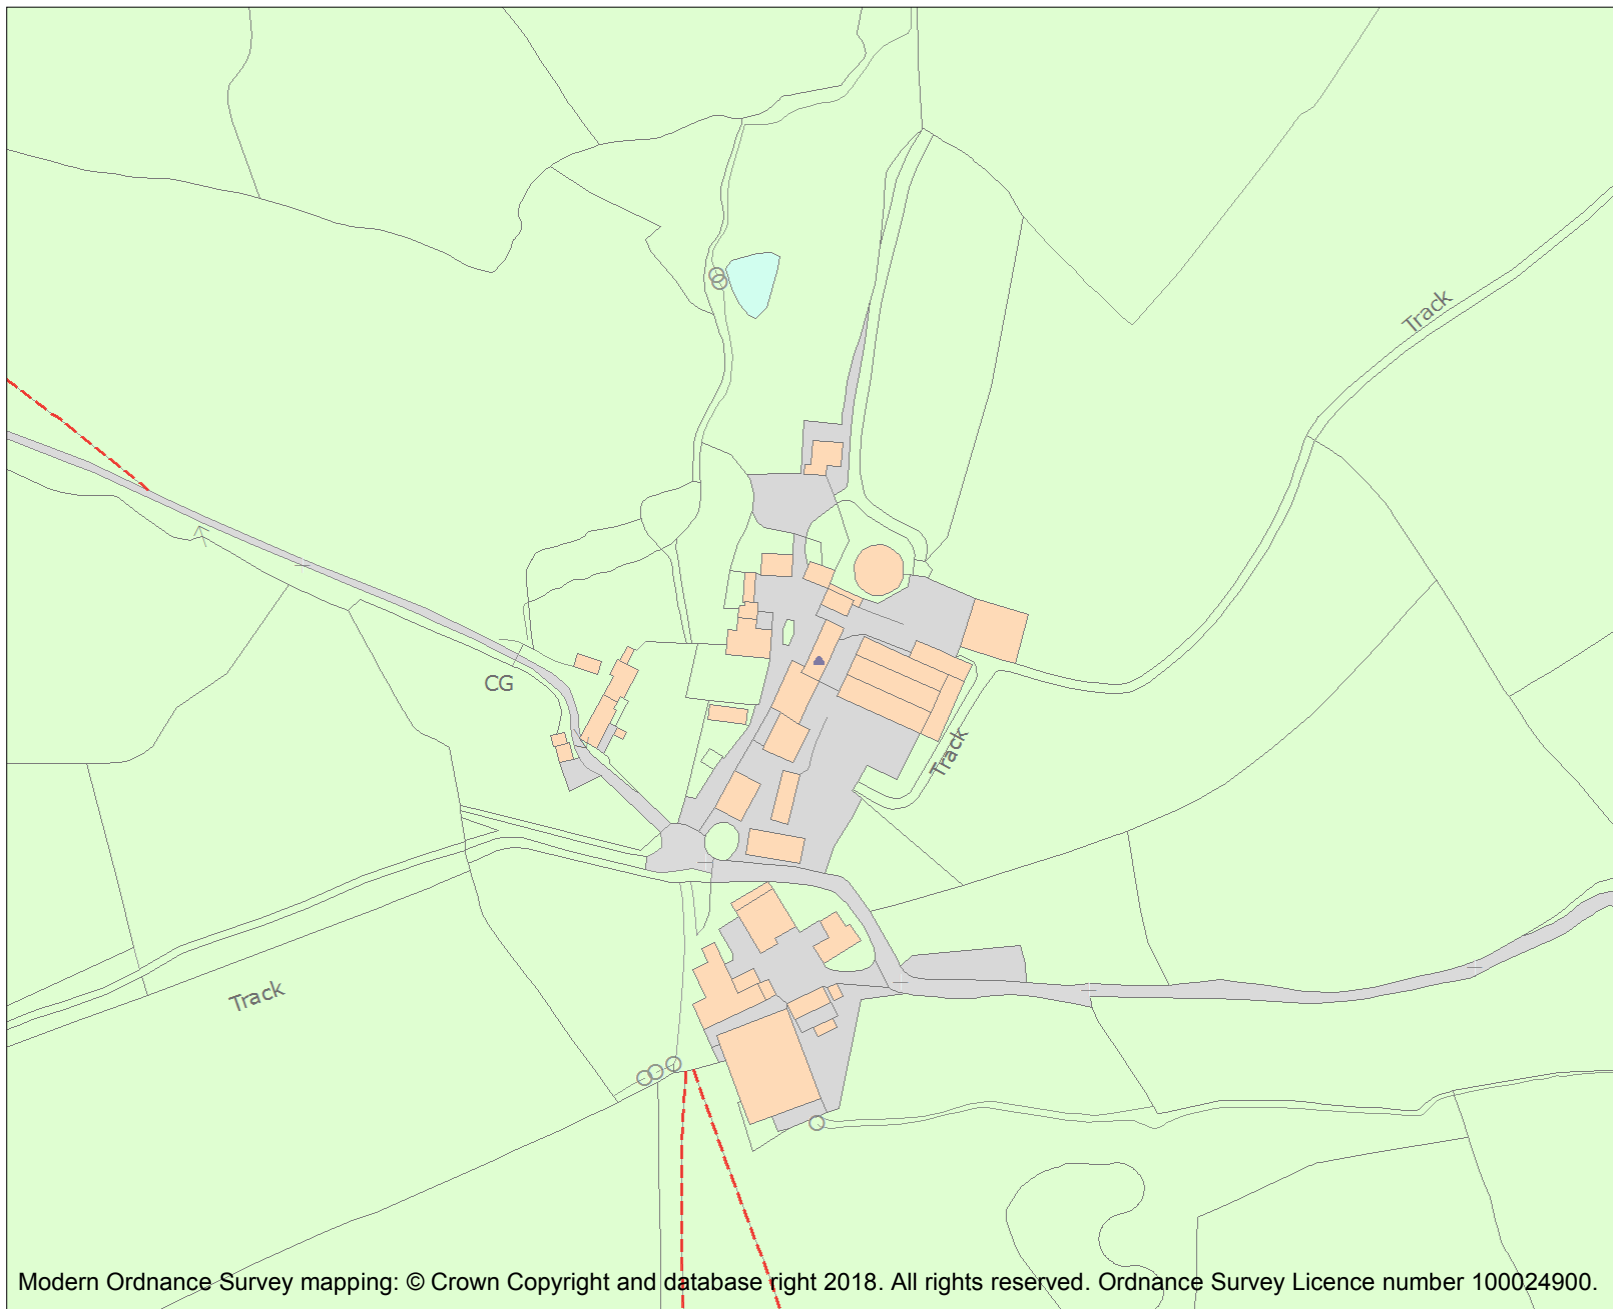 Track
CG
Track
Track
Modern Ordnance Survey mapping: © Crown Copyright and database right 2018. All rights reserved. Ordnance Survey Licence number 100024900.